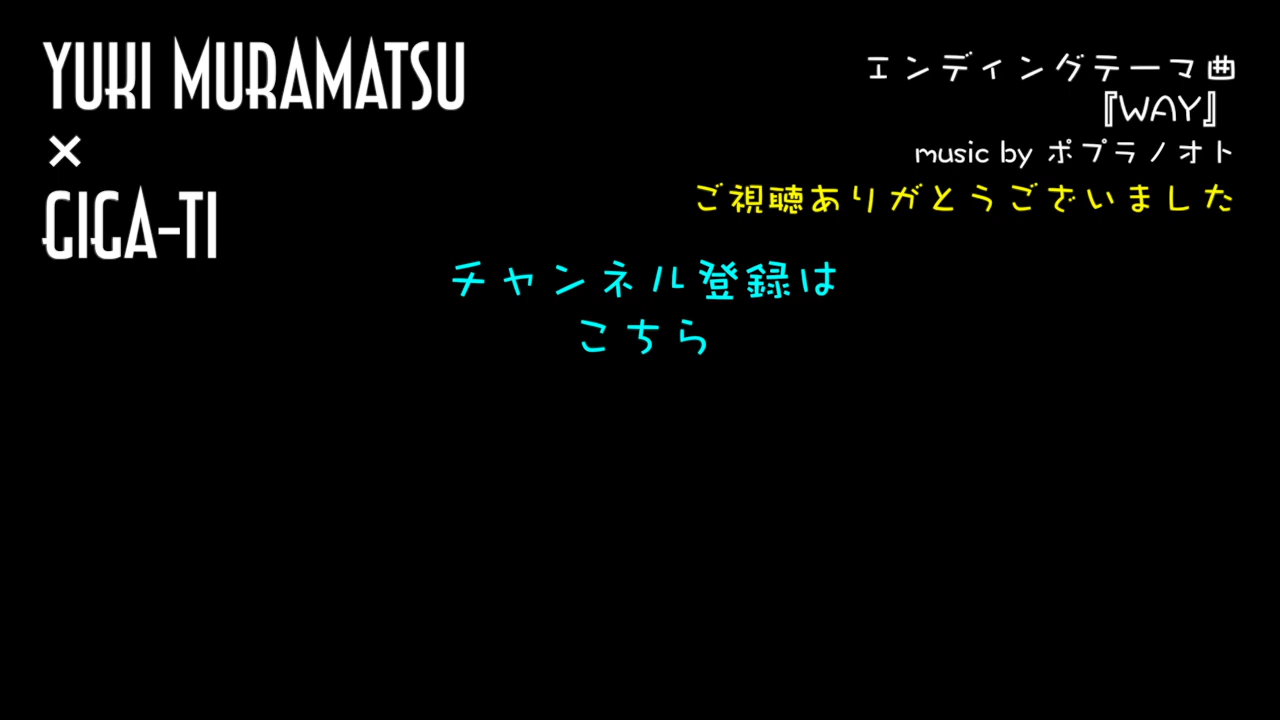 YUKI MURAMATSU
×
GIGA-TI
エンディングテーマ曲
『WAY』
music by ポプラノオト
ご視聴ありがとうございました
チャンネル登録は
こちら